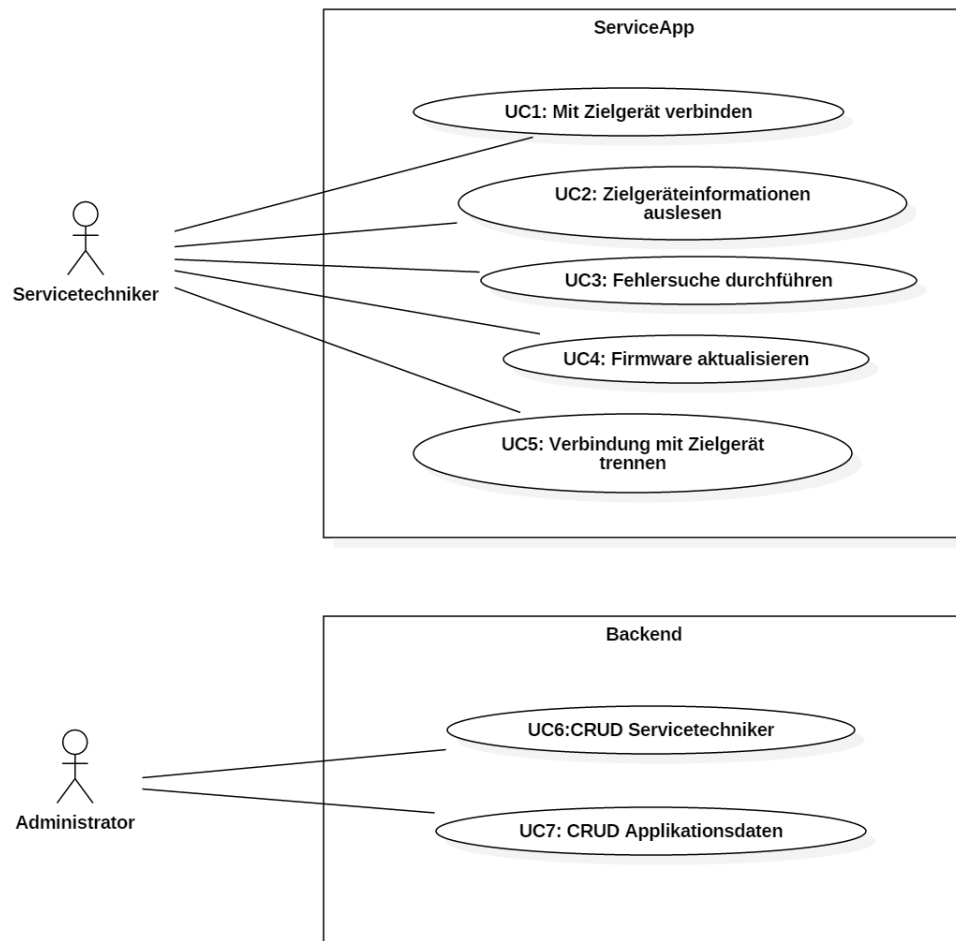 ServiceApp
UC1: Mit Zielgerät verbinden
UC2: Zielgeräteinformationen
auslesen
Servicetechniker
UC3: Fehlersuche durchführen
UC4: Firmware aktualisieren
UC5: Verbindung mit Zielgerät
trennen
Backend
UC6:CRUD Servicetechniker
Administrator
UC7: CRUD Applikationsdaten